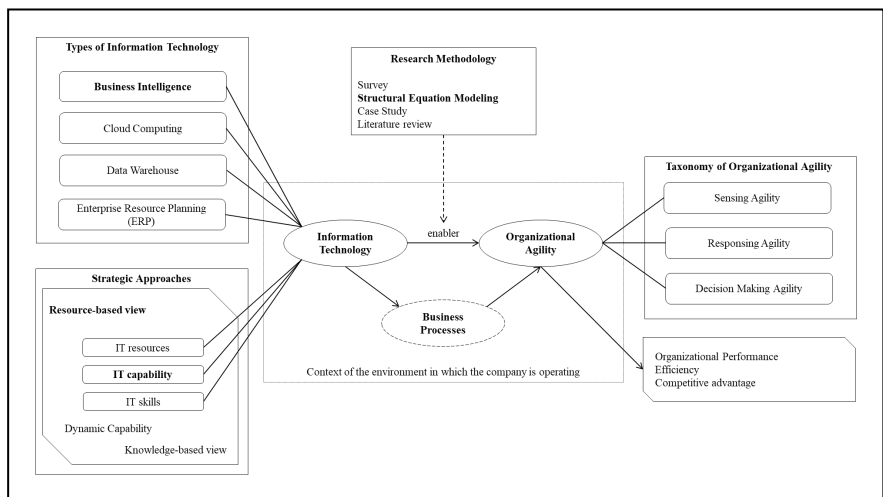 Types of Information Technology
Business Intelligence
Cloud Computing
Data Warehouse
Enterprise Resource Planning
(ERP)
Strategic Approaches
Resource-based view
IT resources
IT capability
IT skills
Dynamic Capability
Knowledge-based view
Research Methodology
Survey
Structural Equation Modeling
Case Study
Literature review
Information
Technology
enabler
Organizational
Agility
Business
Processes
Context of the environment in which the company is operating
Taxonomy of Organizational Agility
Sensing Agility
Responsing Agility
Decision Making Agility
Organizational Performance
Efficiency
Competitive advantage